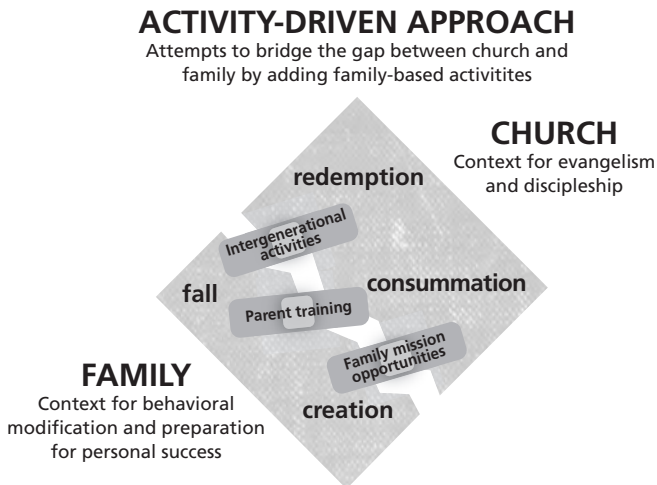 ACTIVITY-DRIVEN APPROACH
Attempts to bridge the gap between church and
family by adding family-based activitites
CHURCH
Context for evangelism
and discipleship
redemption
Intergenerational
activities
fall
consummation
Parent training
Family mission
opportunities
FAMILY
Context for behavioral
modification and preparation
for personal success
creation